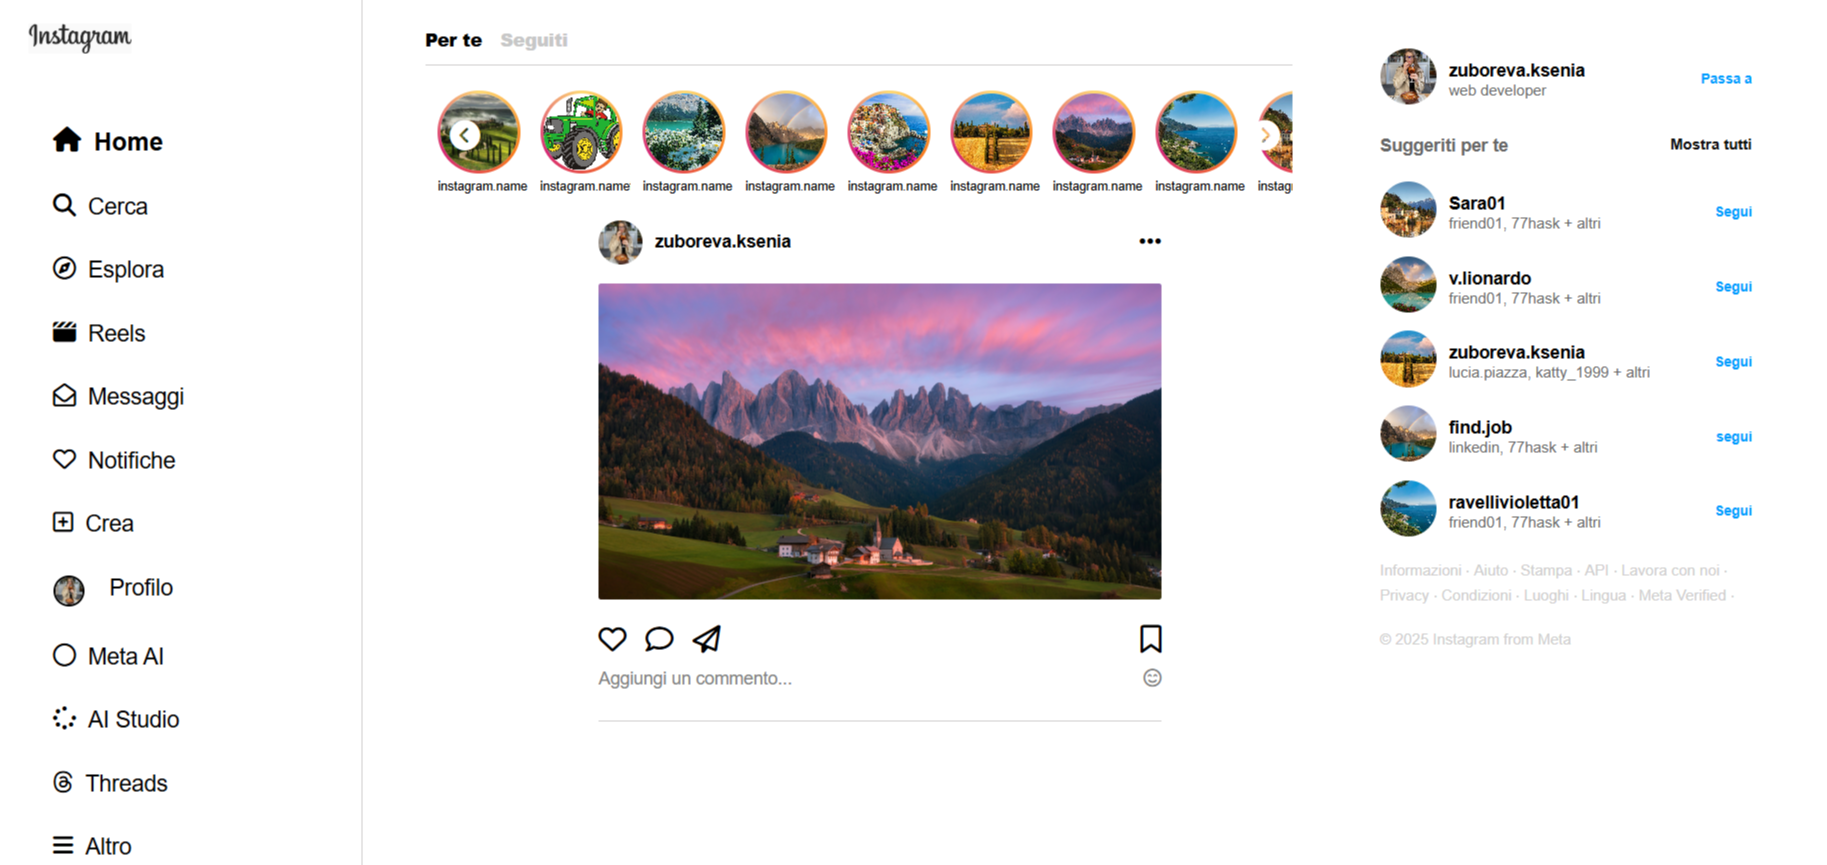 Instagram
Home
Cerca
Esplora
Reels
Messaggi
Notifiche
Crea
Profilo
Meta AI
AI Studio
Threads
Altro
Per te Seguiti
instagram.name instagram.name instagram.name instagram.name instagram.name instagram.name instagram.name instagram.name instag
zuboreva.ksenia
Aggiungi un commento...
zuboreva.ksenia
web developer
Passa a
Suggeriti per te Mostra tutti
Sara01
friend01, 77hask + altri
Segui
v.lionardo
friend01, 77hask + altri
Segui
zuboreva.ksenia
lucia.piazza, katty_1999 + altri
Segui
find.job
linkedin, 77hask + altri
segui
ravellivioletta01
friend01, 77hask + altri
Segui
Informazioni · Aiuto · Stampa · API · Lavora con noi ·
Privacy · Condizioni · Luoghi · Lingua · Meta Verified ·
© 2025 Instagram from Meta